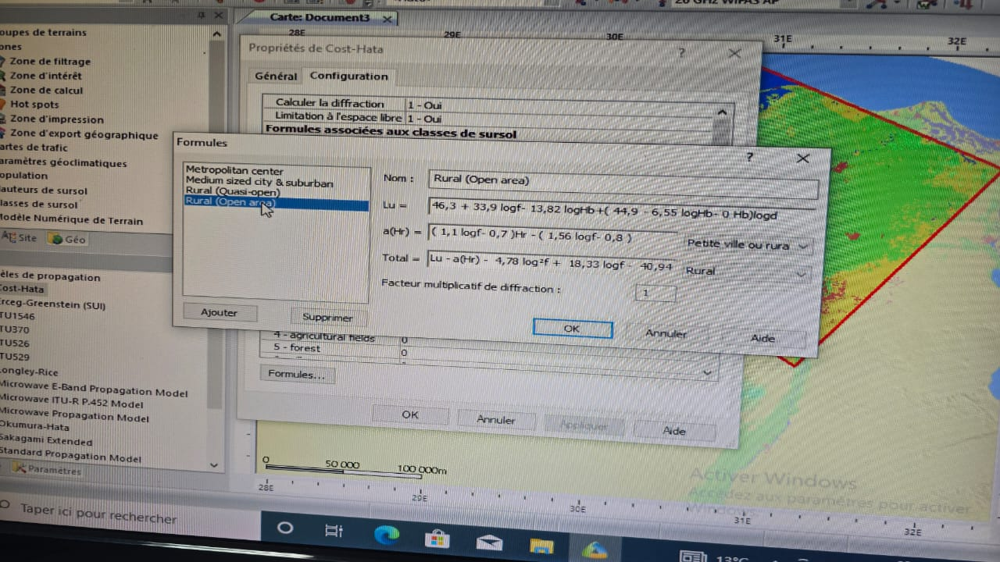 20 GHz WiPAS AP
Carte: Document3
28E 29E 30E 31E 32E
oupes de terrains
ones
Zone de filtrage
Zone d'intérêt
Zone de calcul
Hot spots
Zone d'impression
Zone d'export géographique
artes de trafic
aramètres géoclimatiques
opulation
auteurs de sursol
lasses de sursol
odèle Numérique de Terrain
Site Géo
èles de propagation
Cost-Hata
rceg-Greenstein (SUI)
TU1546
TU370
TU526
TU529
ongley-Rice
Microwave E-Band Propagation Model
Microwave ITU-R P.452 Model
Microwave Propagation Model
Okumura-Hata
Sakagami Extended
Standard Propagation Model
Paramètres
Propriétés de Cost-Hata
?
Général Configuration
Calculer la diffraction 1 - Oui
Limitation à l'espace libre 1 - Oui
Formules associées aux classes de sursol
Formules
?
Metropolitan center
Medium sized city & suburban
Rural (Quasi-open)
Rural (Open area)
Nom : Rural (Open area)
Lu = 46,3 + 33,9 logf- 13,82 logHb+( 44,9 - 6,55 logHb- 0 Hb)logd
a(Hr) = ( 1,1 logf- 0,7 )Hr - ( 1,56 logf- 0,8 ) Petite ville ou rura
Total = Lu - a(Hr) - 4,78 log²f + 18,33 logf - 40,94 Rural
Facteur multiplicatif de diffraction : 1
Ajouter Supprimer OK Annuler Aide
4 - agricultural fields 0
5 - forest 0
Formules...
OK Annuler Appliquer Aide
0 50 000 100 000m
28E 29E 30E 31E 32E
Activer Windows
Accédez aux paramètres pour activer
Windows.
Taper ici pour rechercher
13°C